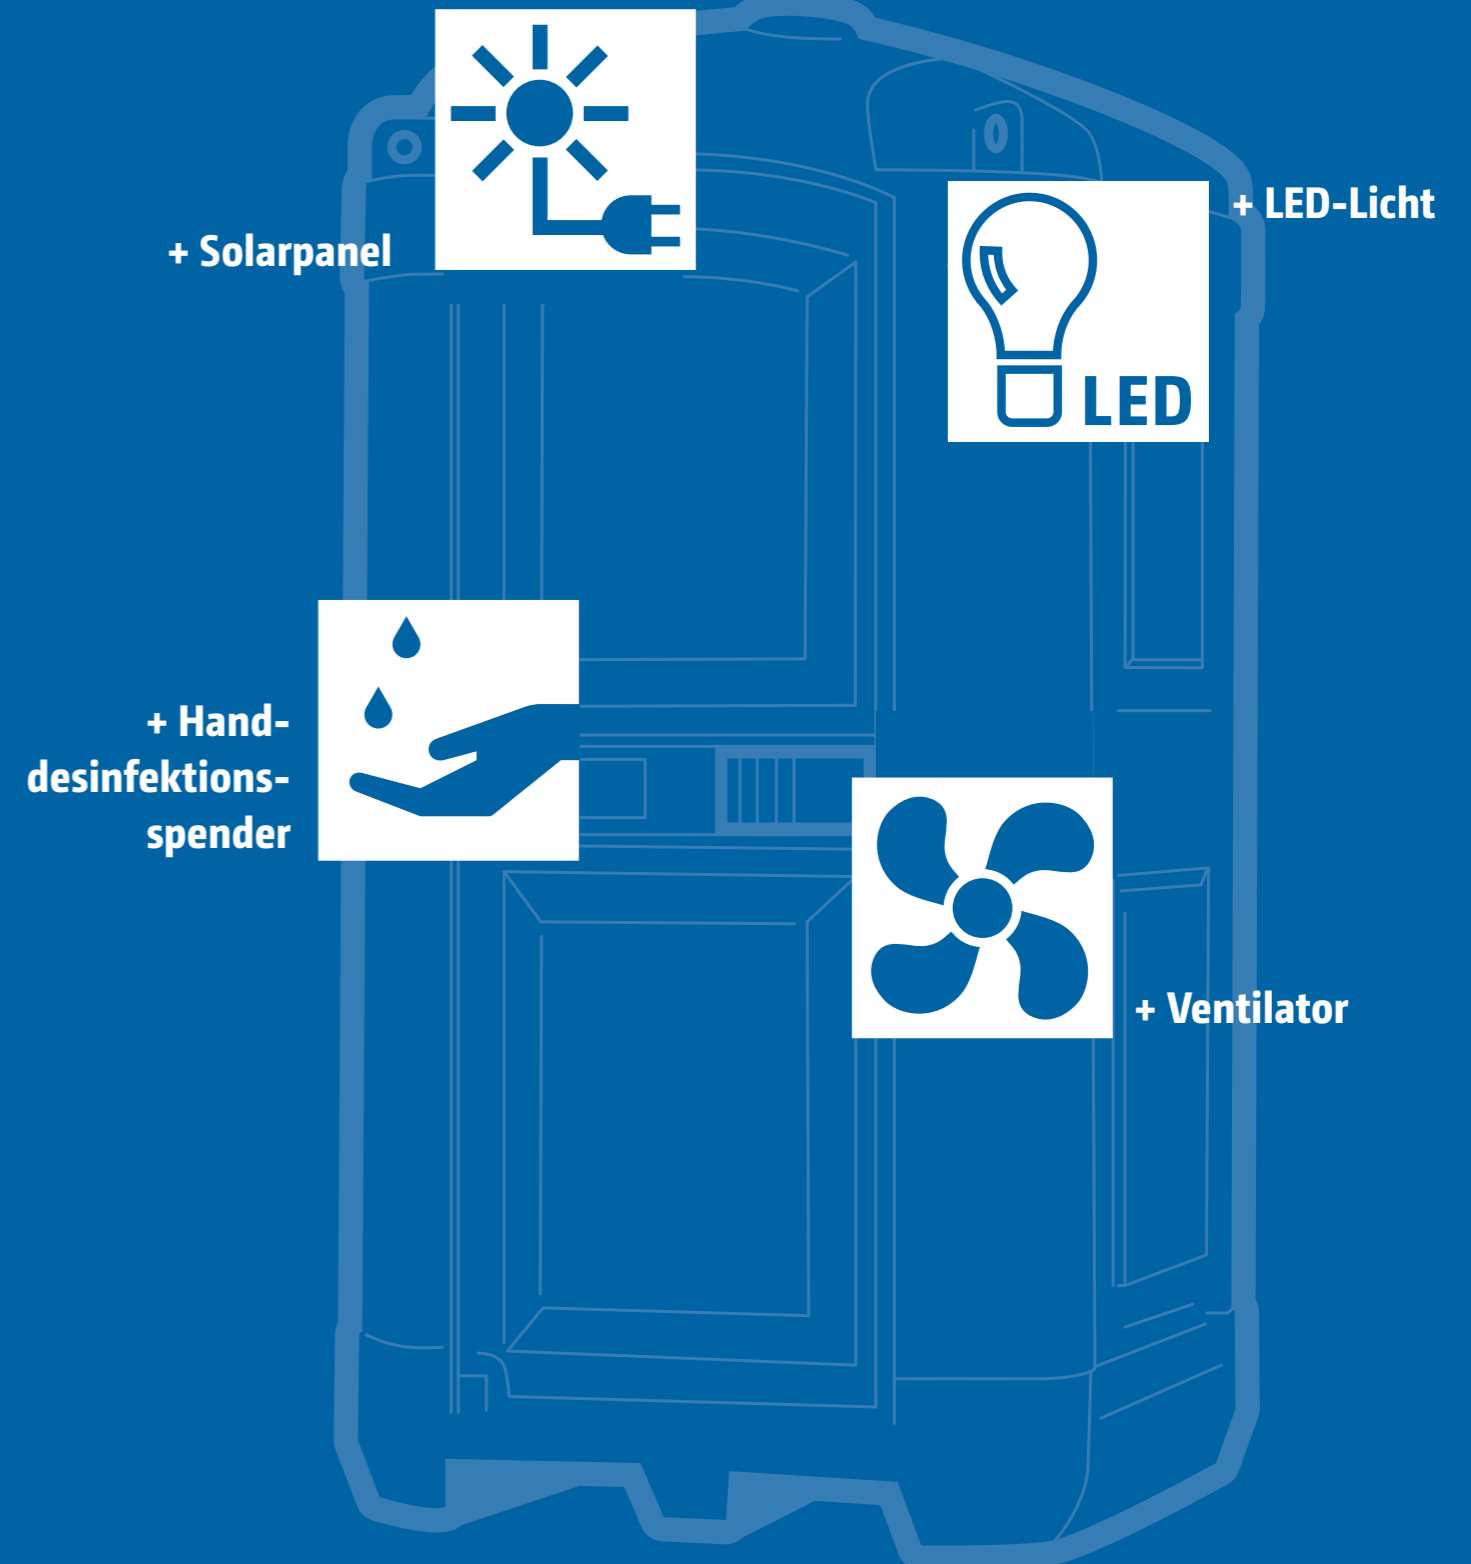 + LED-Licht
+ Solarpanel
LED
+ Hand-
desinfektions-
spender
+ Ventilator